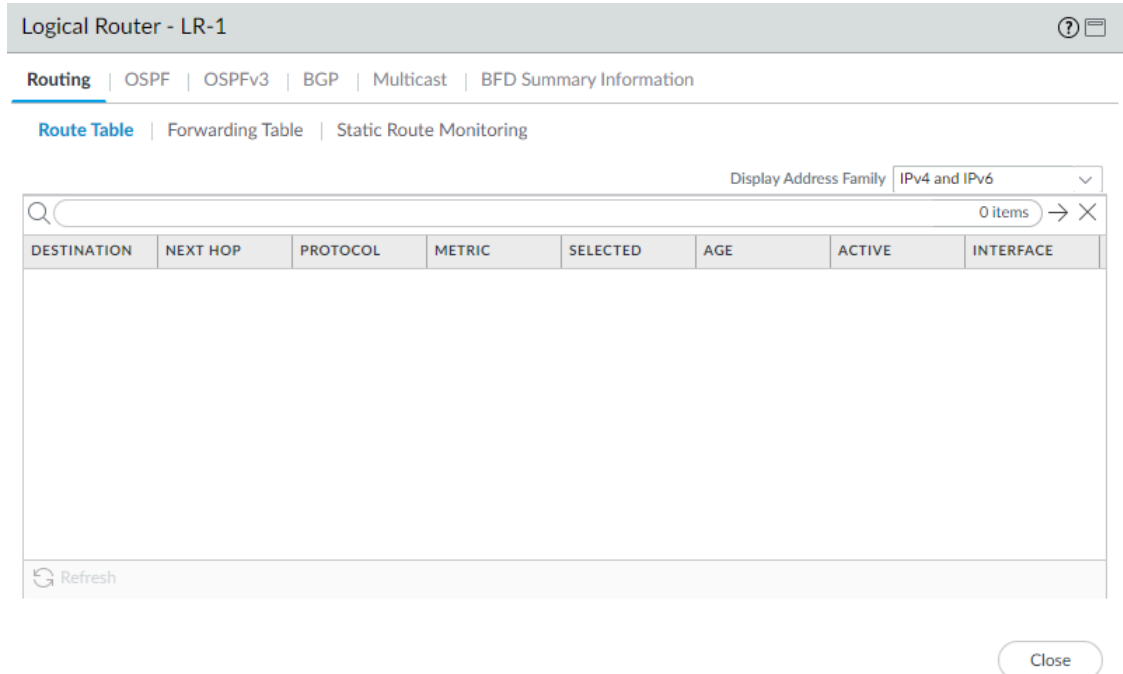 Logical Router - LR-1
Routing | OSPF | OSPFv3 | BGP | Multicast | BFD Summary Information
Route Table | Forwarding Table | Static Route Monitoring
Display Address Family IPv4 and IPv6
0 items
DESTINATION NEXT HOP PROTOCOL METRIC SELECTED AGE ACTIVE INTERFACE
Refresh
Close